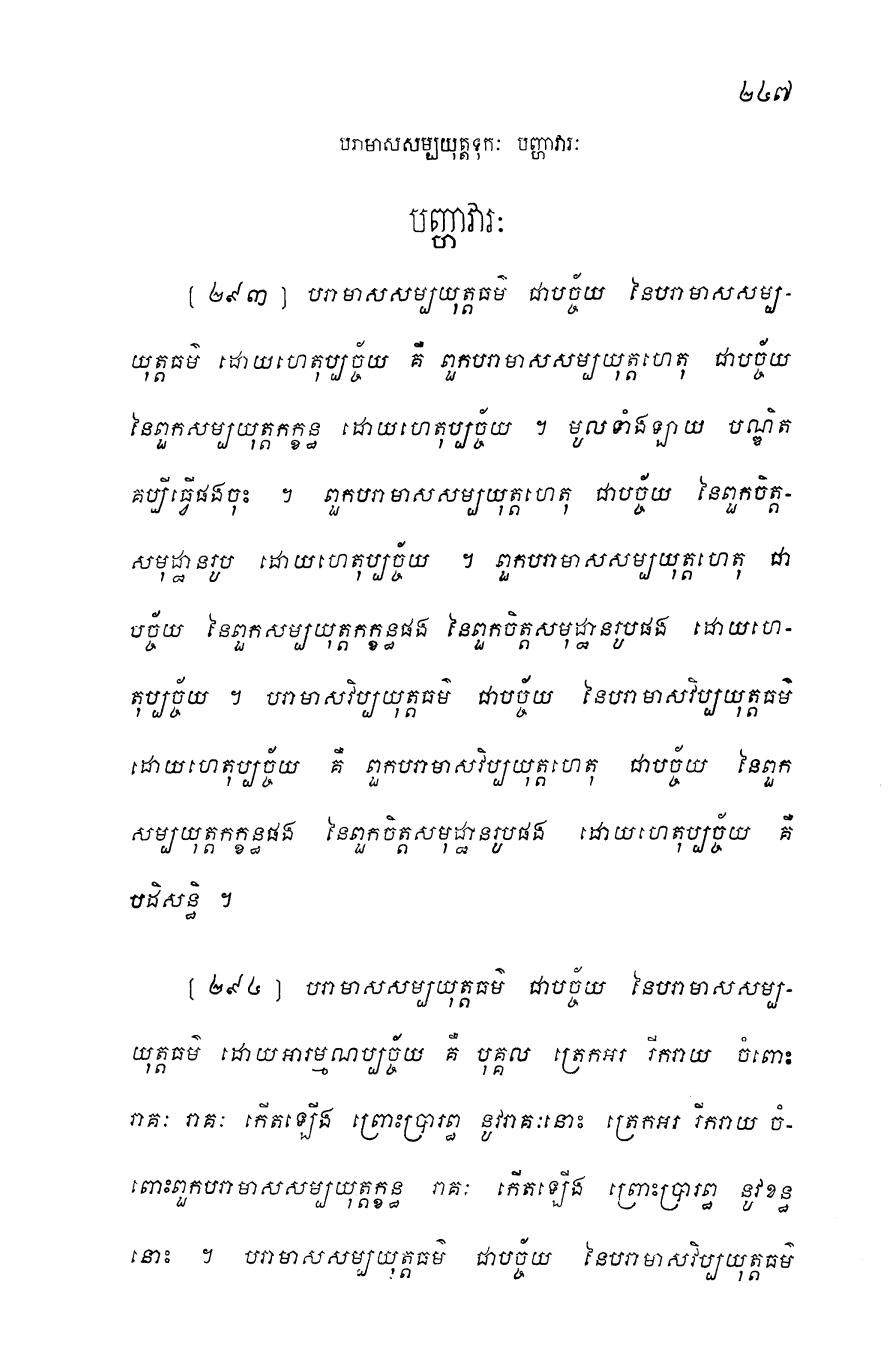 ២៤៧
បរាមាសសម្បយុត្តទុកៈ បញ្ហាវារៈ
បញ្ហាវារៈ
[ ២៩៣ ] បរាមាសសម្បយុត្តធម៌ ជាបច្ច័យ នៃបរាមាសសម្ប-
យុត្តធម៌ ដោយហេតុប្បច្ច័យ គឺ ពួកបរាមាសសម្បយុត្តហេតុ ជាបច្ច័យ
នៃពួកសម្បយុត្តកក្ខន្ធ ដោយហេតុប្បច្ច័យ ។ មូលទាំងឡាយ បណ្ឌិត
គប្បីធ្វើផងចុះ ។ ពួកបរាមាសសម្បយុត្តហេតុ ជាបច្ច័យ នៃពួកចិត្ត-
សមុដ្ឋានរូប ដោយហេតុប្បច្ច័យ ។ ពួកបរាមាសសម្បយុត្តហេតុ ជា
បច្ច័យ នៃពួកសម្បយុត្តកក្ខន្ធផង នៃពួកចិត្តសមុដ្ឋានរូបផង ដោយហេ-
តុប្បច្ច័យ ។ បរាមាសវិប្បយុត្តធម៌ ជាបច្ច័យ នៃបរាមាសវិប្បយុត្តធម៌
ដោយហេតុប្បច្ច័យ គឺ ពួកបរាមាសវិប្បយុត្តហេតុ ជាបច្ច័យ នៃពួក
សម្បយុត្តកក្ខន្ធផង នៃពួកចិត្តសមុដ្ឋានរូបផង ដោយហេតុប្បច្ច័យ គឺ
បដិសន្ធិ ។
[ ២៩៤ ] បរាមាសសម្បយុត្តធម៌ ជាបច្ច័យ នៃបរាមាសសម្ប-
យុត្តធម៌ ដោយអារម្មណប្បច្ច័យ គឺ បុគ្គល ត្រេកអរ រីករាយ ចំពោះ
រាគៈ រាគៈ កើតឡើង ព្រោះប្រារព្ធ នូវរាគៈនោះ ត្រេកអរ រីករាយ ចំ-
ពោះពួកបរាមាសសម្បយុត្តក្ខន្ធ រាគៈ កើតឡើង ព្រោះប្រារព្ធ នូវខន្ធ
នោះ ។ បរាមាសសម្បយុត្តធម៌ ជាបច្ច័យ នៃបរាមាសវិប្បយុត្តធម៌